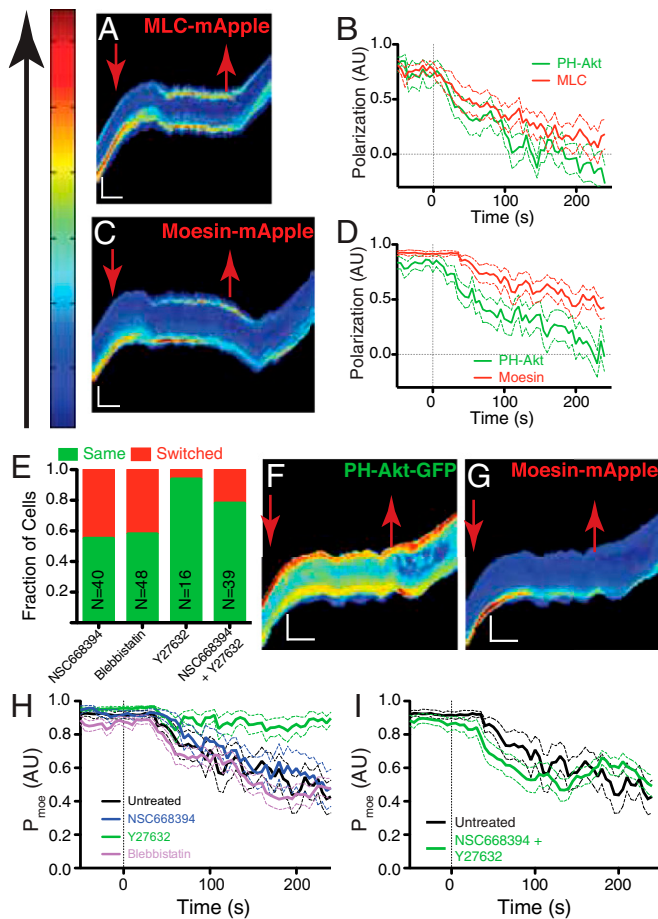 A
MLC-mApple
B
Polarization (AU)
1.0
0.5
0.0
PH-Akt
MLC
0 100 200
Time (s)
C
Moesin-mApple
D
Polarization (AU)
1.0
0.5
0.0
PH-Akt
Moesin
0 100 200
Time (s)
E
Same Switched
Fraction of Cells
1.0
0.8
0.6
0.4
0.2
N=40 N=48 N=16 N=39
NSC668394
Blebbistatin
Y27632
NSC668394
+ Y27632
F
PH-Akt-GFP
G
Moesin-mApple
H
Pmoe (AU)
1.0
0.8
0.6
0.4
0.2
0.0
Untreated
NSC668394
Y27632
Blebbistatin
0 100 200
Time (s)
I
Pmoe (AU)
1.0
0.8
0.6
0.4
0.2
0.0
Untreated
NSC668394 +
Y27632
0 100 200
Time (s)